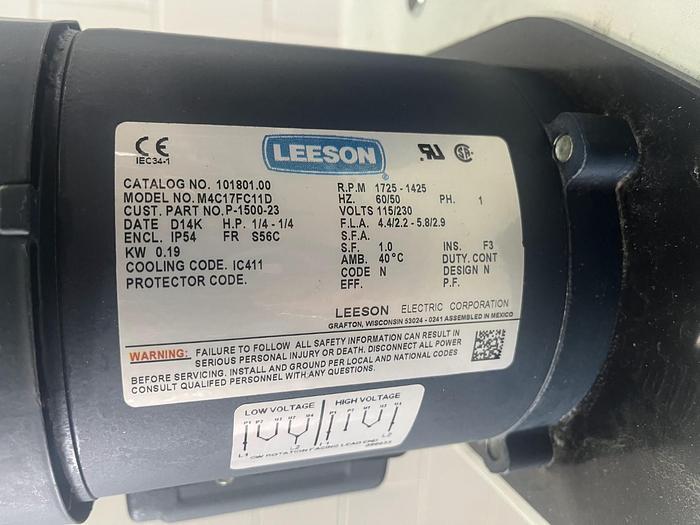 CE
IEC34-1
LEESON
CATALOG NO. 101801.00
MODEL NO. M4C17FC11D
CUST. PART NO. P-1500-23
DATE D14K H.P. 1/4 - 1/4
ENCL. IP54 FR S56C
KW 0.19
COOLING CODE. IC411
PROTECTOR CODE.
R.P.M 1725 - 1425
HZ. 60/50 PH. 1
VOLTS 115/230
F.L.A. 4.4/2.2 - 5.8/2.9
S.F.A.
S.F. 1.0 INS. F3
AMB. 40°C DUTY. CONT
CODE N DESIGN N
EFF. P.F.
LEESON ELECTRIC CORPORATION
GRAFTON, WISCONSIN 53024 - 0241 ASSEMBLED IN MEXICO
WARNING: FAILURE TO FOLLOW ALL SAFETY INFORMATION CAN RESULT IN
SERIOUS PERSONAL INJURY OR DEATH. DISCONNECT ALL POWER
BEFORE SERVICING. INSTALL AND GROUND PER LOCAL AND NATIONAL CODES
CONSULT QUALIFED PERSONNEL WITH ANY QUESTIONS.
LOW VOLTAGE HIGH VOLTAGE
L1 L2 L1 L2